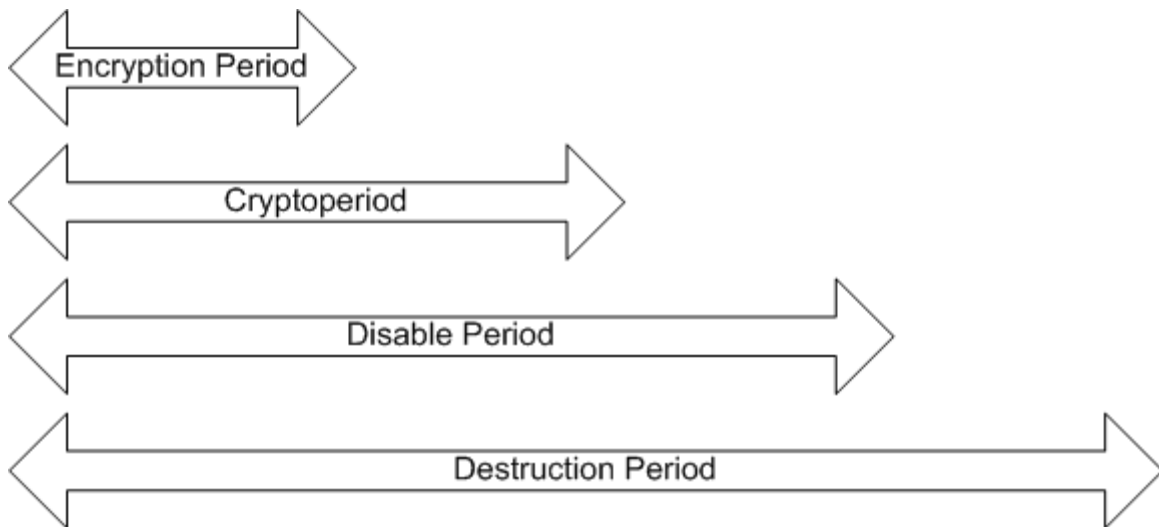 Encryption Period
Cryptoperiod
Disable Period
Destruction Period